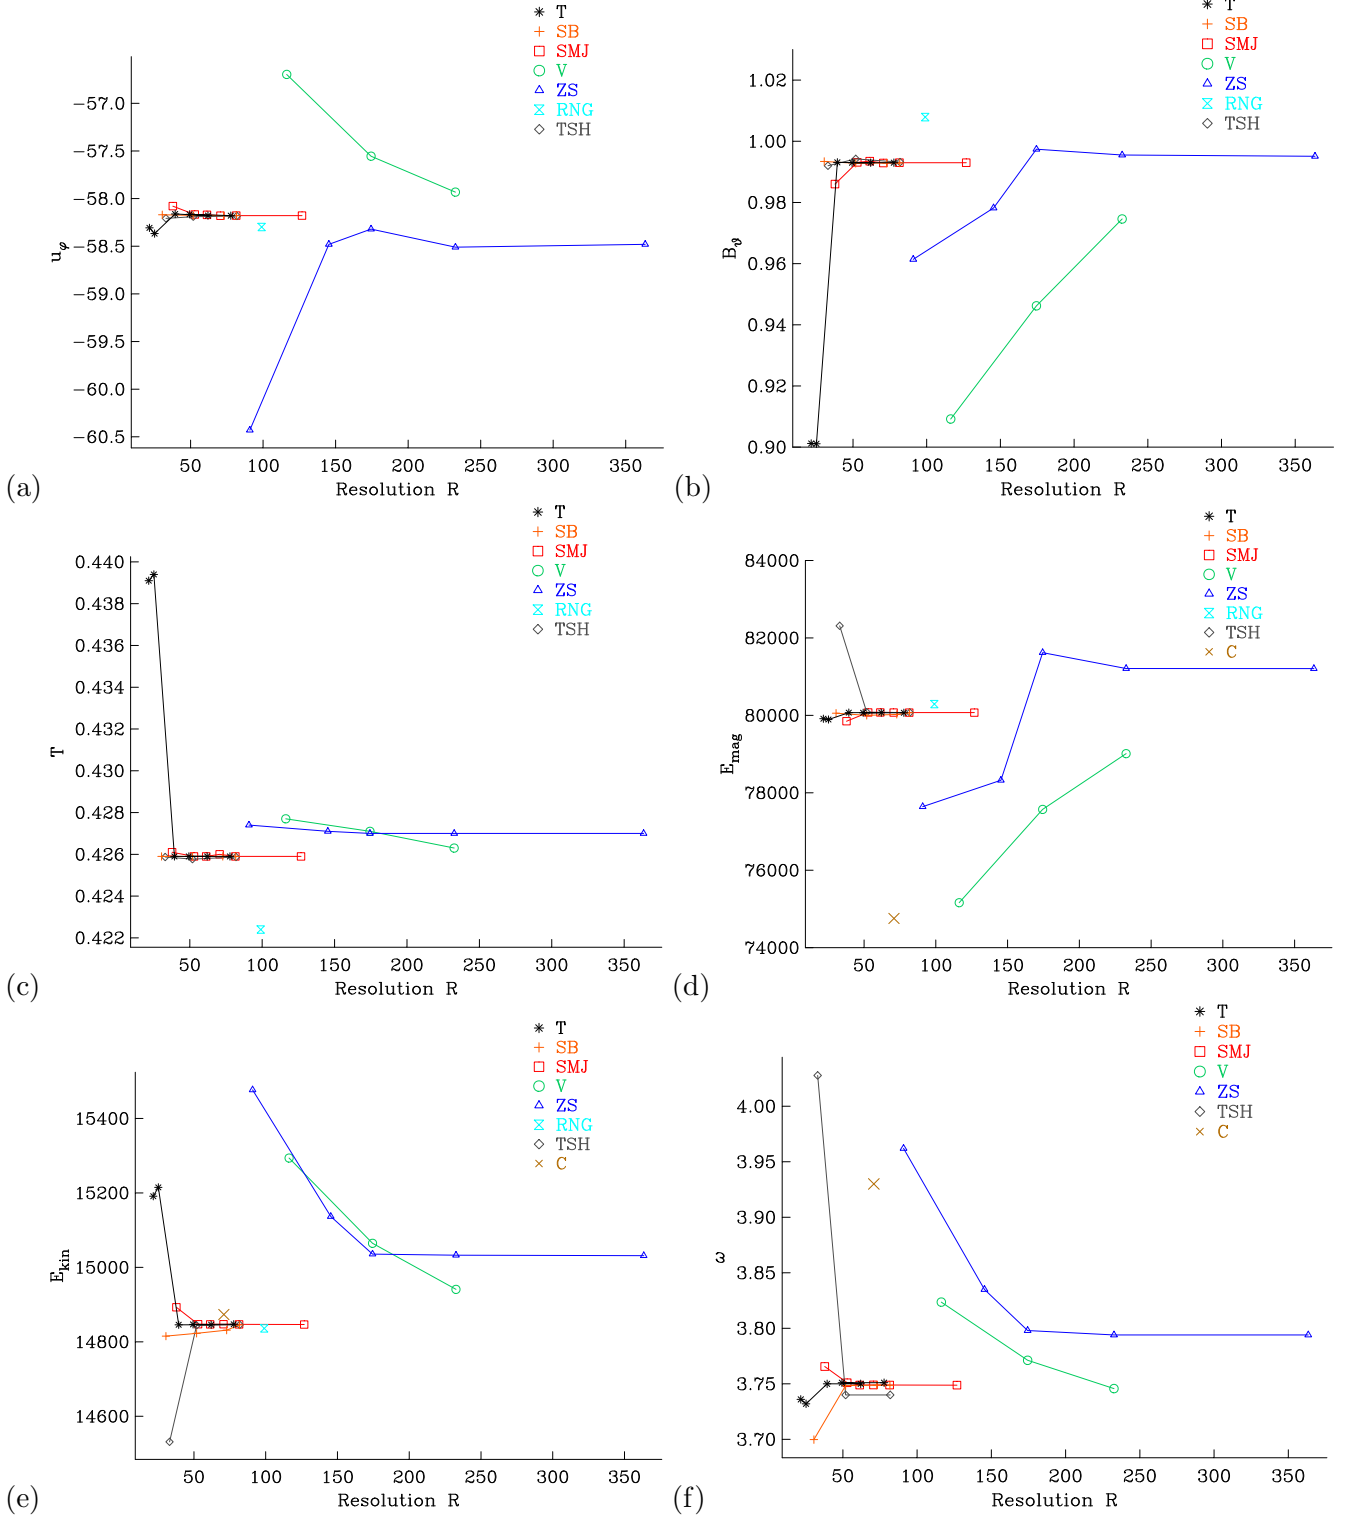 T
SB
SMJ
V
ZS
RNG
TSH
−57.0
−57.5
−58.0
−58.5
−59.0
−59.5
−60.0
−60.5
uφ
50 100 150 200 250 300 350
Resolution R
(a)
T
SB
SMJ
V
ZS
RNG
TSH
1.02
1.00
0.98
0.96
0.94
0.92
0.90
Bϑ
50 100 150 200 250 300 350
Resolution R
(b)
T
SB
SMJ
V
ZS
RNG
TSH
0.440
0.438
0.436
0.434
0.432
0.430
0.428
0.426
0.424
0.422
T
50 100 150 200 250 300 350
Resolution R
(c)
T
SB
SMJ
V
ZS
RNG
TSH
C
84000
82000
80000
78000
76000
74000
Emag
50 100 150 200 250 300 350
Resolution R
(d)
T
SB
SMJ
V
ZS
RNG
TSH
C
15400
15200
15000
14800
14600
Ekin
50 100 150 200 250 300 350
Resolution R
(e)
T
SB
SMJ
V
ZS
TSH
C
4.00
3.95
3.90
3.85
3.80
3.75
3.70
ω
50 100 150 200 250 300 350
Resolution R
(f)